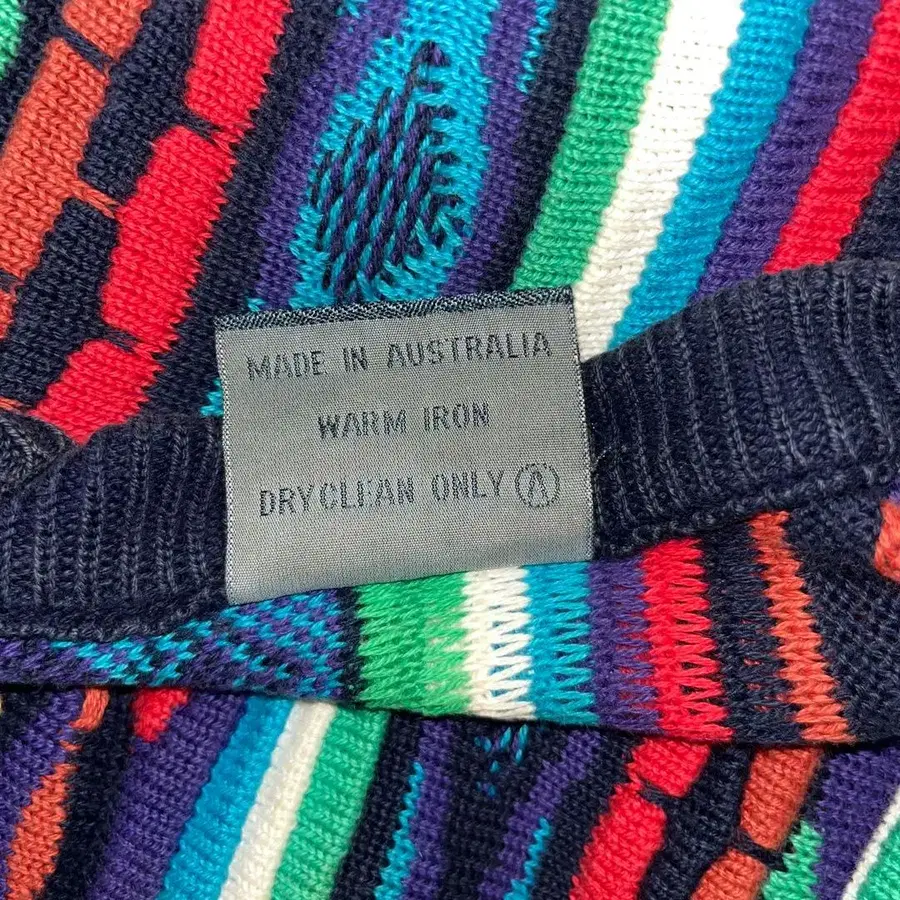 MADE IN AUSTRALIA
WARM IRON
DRYCLEAN ONLY Ⓐ